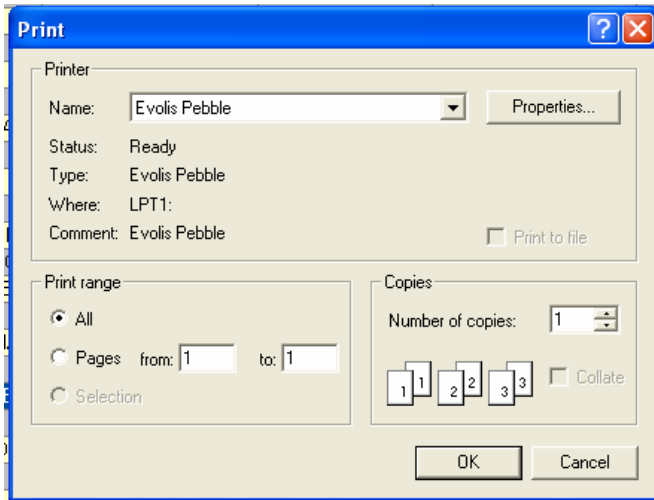 Print
Printer
Name: Evolis Pebble Properties...
Status: Ready
Type: Evolis Pebble
Where: LPT1:
Comment: Evolis Pebble
Print to file
Print range
All
Pages from: 1 to: 1
Selection
Copies
Number of copies: 1
1 1 2 2 3 3
Collate
OK Cancel